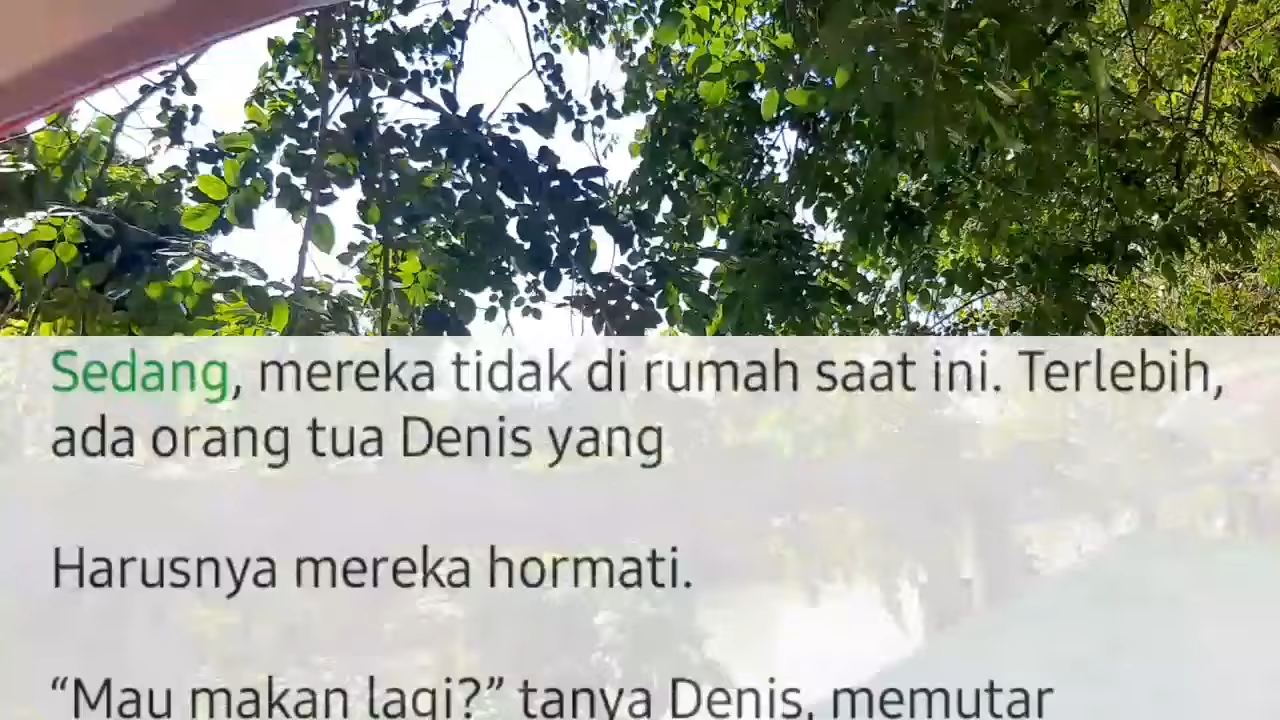 Sedang, mereka tidak di rumah saat ini. Terlebih,
ada orang tua Denis yang
Harusnya mereka hormati.
“Mau makan lagi?” tanya Denis, memutar